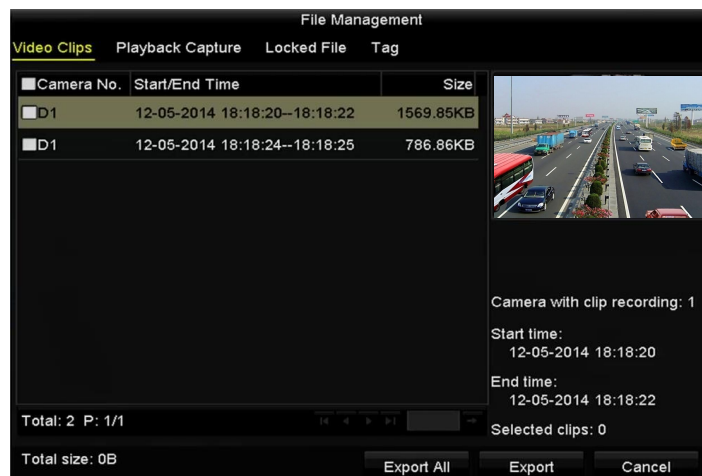 File Management
Video Clips Playback Capture Locked File Tag
Camera No. Start/End Time Size
D1 12-05-2014 18:18:20--18:18:22 1569.85KB
D1 12-05-2014 18:18:24--18:18:25 786.86KB
Camera with clip recording: 1
Start time:
12-05-2014 18:18:20
End time:
12-05-2014 18:18:22
Selected clips: 0
Total: 2 P: 1/1
Total size: 0B
Export All Export Cancel